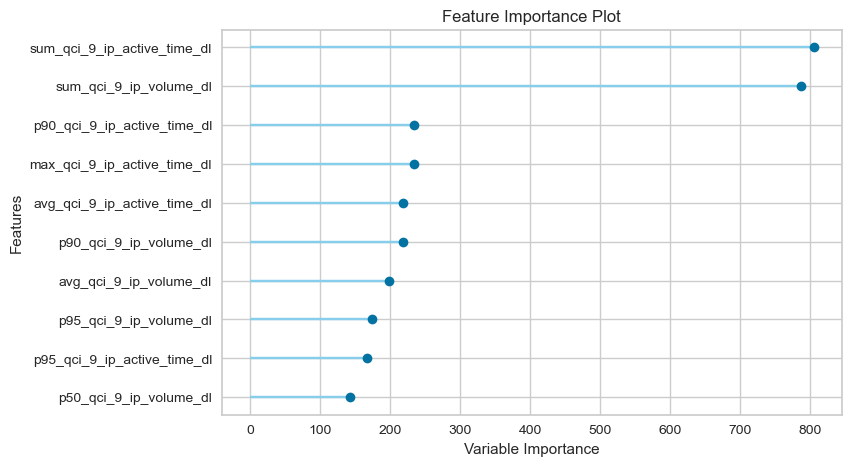 Feature Importance Plot
Features
sum_qci_9_ip_active_time_dl
sum_qci_9_ip_volume_dl
p90_qci_9_ip_active_time_dl
max_qci_9_ip_active_time_dl
avg_qci_9_ip_active_time_dl
p90_qci_9_ip_volume_dl
avg_qci_9_ip_volume_dl
p95_qci_9_ip_volume_dl
p95_qci_9_ip_active_time_dl
p50_qci_9_ip_volume_dl
0 100 200 300 400 500 600 700 800
Variable Importance